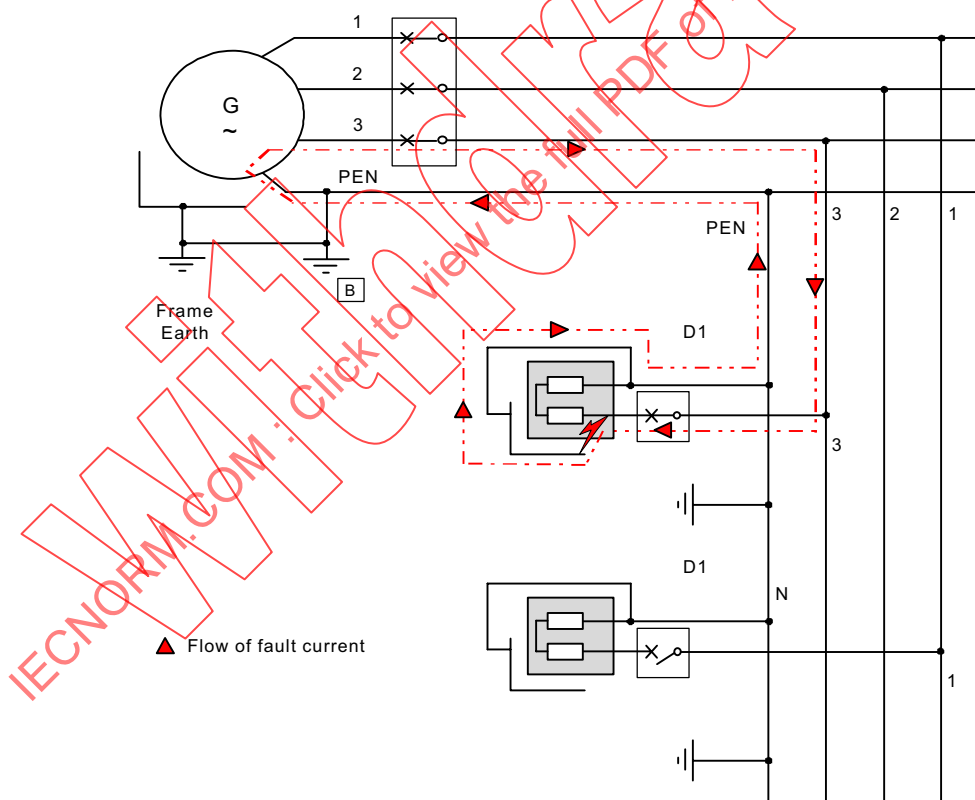 1
2
G
~
3
PEN
3
2
1
PEN
B
Frame
Earth
D1
3
D1
N
Flow of fault current
1
IECNORM.COM : Click to view the full PDF of